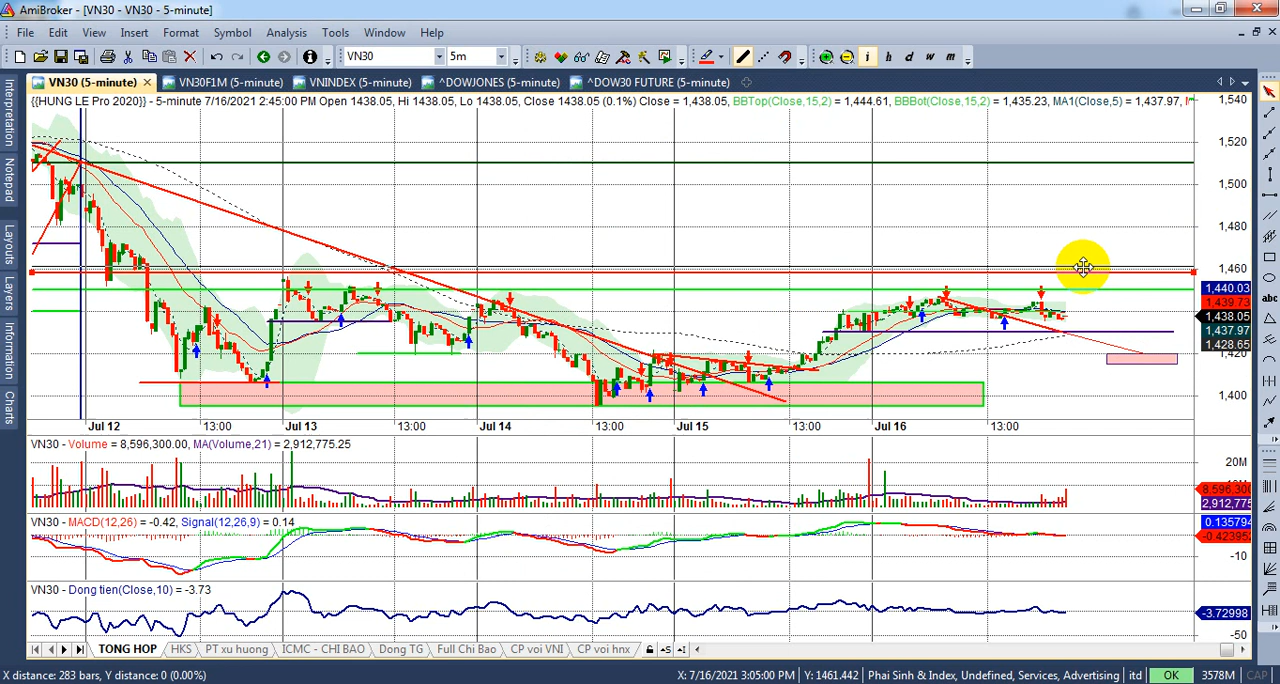 AmiBroker - [VN30 - VN30 - 5-minute]
File Edit View Insert Format Symbol Analysis Tools Window Help
VN30 5m i h d w m
VN30 (5-minute) VN30F1M (5-minute) VNINDEX (5-minute) ^DOWJONES (5-minute) ^DOW30 FUTURE (5-minute)
{{HUNG LE Pro 2020}} - 5-minute 7/16/2021 2:45:00 PM Open 1438.05, Hi 1438.05, Lo 1438.05, Close 1438.05 (0.1%) Close = 1,438.05, BBTop(Close,15,2) = 1,444.61, BBBot(Close,15,2) = 1,435.23, MA1(Close,5) = 1,437.97,
Interpretation
Notepad
Layouts
Layers
Information
Charts
1,540
1,520
1,500
1,480
1,460
1,440.03
1,439.73
1,438.05
1,437.97
1,428.65
1,420
1,400
Jul 12 13:00 Jul 13 13:00 Jul 14 13:00 Jul 15 13:00 Jul 16 13:00
VN30 - Volume = 8,596,300.00, MA(Volume,21) = 2,912,775.25
20M
8,596,300
2,912,775
VN30 - MACD(12,26) = -0.42, Signal(12,26,9) = 0.14
0.135794
-0.42395
-10
VN30 - Dong tien(Close,10) = -3.73
-3.72998
-50
TONG HOP HKS PT xu huong ICMC - CHI BAO Dong TG Full Chi Bao CP voi VNI CP voi hnx
X distance: 283 bars, Y distance: 0 (0.00%) X: 7/16/2021 3:05:00 PM Y: 1461.442 Phai Sinh & Index, Undefined, Services, Advertising itd OK 3578M CAP
abc